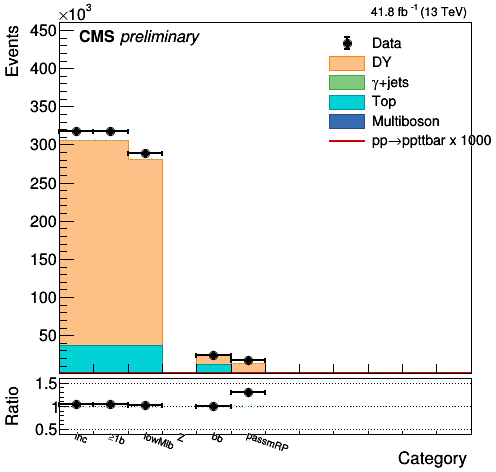 ×10³
41.8 fb⁻¹ (13 TeV)
CMS preliminary
Events
450
400
350
300
250
200
150
100
50
Data
DY
γ+jets
Top
Multiboson
pp→ppttbar x 1000
Ratio
1.5
1
0.5
inc
≥1b
lowMlb
Z
bb
passmRP
Category